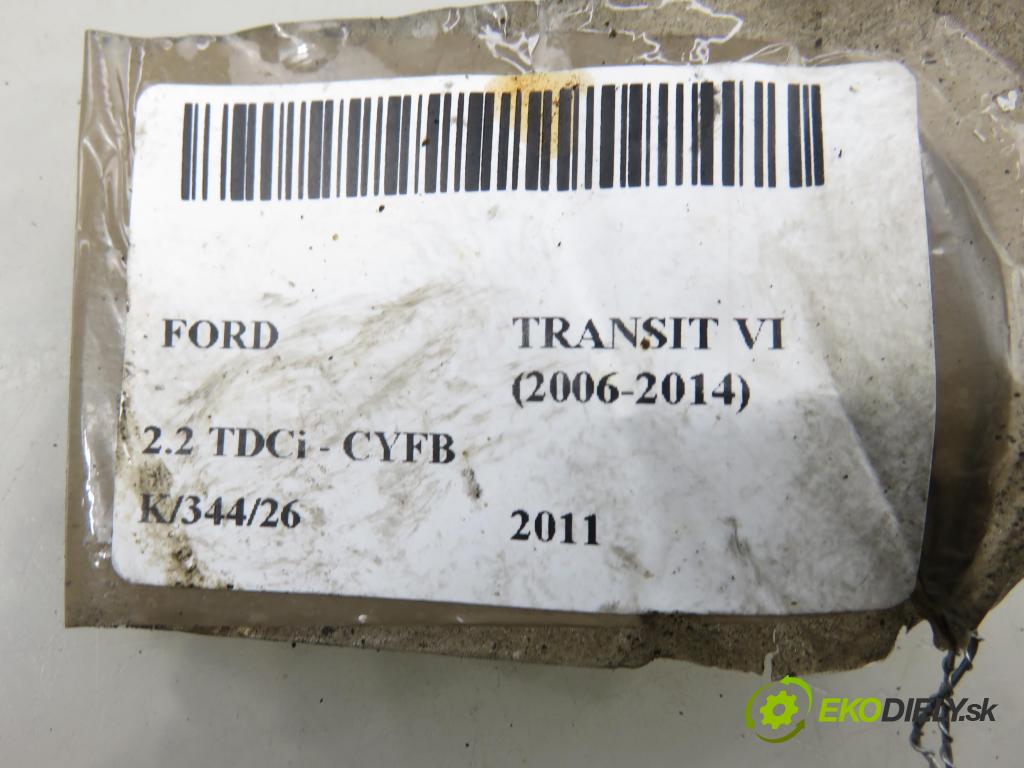 FORD TRANSIT VI
(2006-2014)
2.2 TDCi - CYFB
K/344/26 2011
EKODIELY.sk